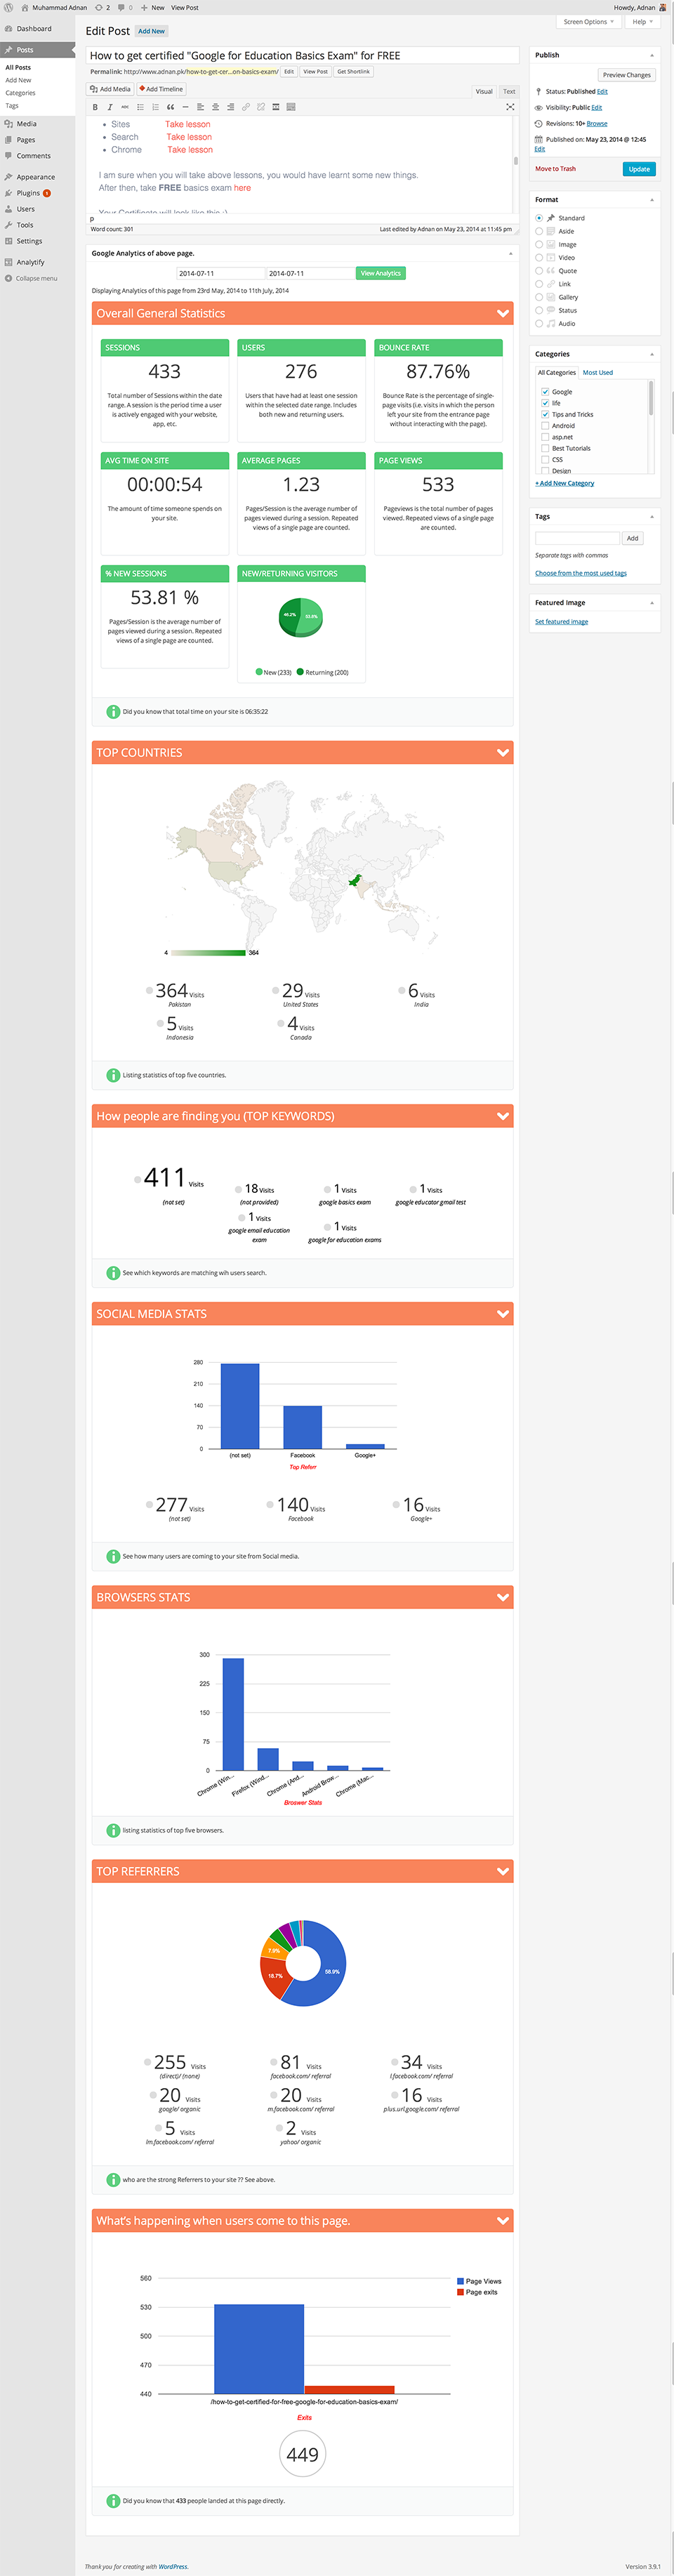 Muhammad Adnan 2 0 New View Post Howdy, Adnan
Screen Options Help
Dashboard
Posts
All Posts
Add New
Categories
Tags
Media
Pages
Comments
Appearance
Plugins 1
Users
Tools
Settings
Analytify
Collapse menu
Edit Post Add New
How to get certified "Google for Education Basics Exam" for FREE
Permalink: http://www.adnan.pk/how-to-get-cer...on-basics-exam/ Edit View Post Get Shortlink
Add Media Add Timeline Visual Text
B I ABC
• Sites Take lesson
• Search Take lesson
• Chrome Take lesson
I am sure when you will take above lessons, you would have learnt some new things.
After then, take FREE basics exam here
Your Certificate will look like this :)
p
Word count: 301 Last edited by Adnan on May 23, 2014 at 11:45 pm
Google Analytics of above page.
2014-07-11 2014-07-11 View Analytics
Displaying Analytics of this page from 23rd May, 2014 to 11th July, 2014
Overall General Statistics
SESSIONS
433
Total number of Sessions within the date
range. A session is the period time a user
is actively engaged with your website,
app, etc.
USERS
276
Users that have had at least one session
within the selected date range. Includes
both new and returning users.
BOUNCE RATE
87.76%
Bounce Rate is the percentage of single-
page visits (i.e. visits in which the person
left your site from the entrance page
without interacting with the page).
AVG TIME ON SITE
00:00:54
The amount of time someone spends on
your site.
AVERAGE PAGES
1.23
Pages/Session is the average number of
pages viewed during a session. Repeated
views of a single page are counted.
PAGE VIEWS
533
Pageviews is the total number of pages
viewed. Repeated views of a single page
are counted.
% NEW SESSIONS
53.81 %
Pages/Session is the average number of
pages viewed during a session. Repeated
views of a single page are counted.
NEW/RETURNING VISITORS
46.2% 53.8%
New (233) Returning (200)
Did you know that total time on your site is 06:35:22
TOP COUNTRIES
4 364
364 Visits
Pakistan
29 Visits
United States
6 Visits
India
5 Visits
Indonesia
4 Visits
Canada
Listing statistics of top five countries.
How people are finding you (TOP KEYWORDS)
411 Visits
(not set)
18 Visits
(not provided)
1 Visits
google basics exam
1 Visits
google educator gmail test
1 Visits
google email education
exam
1 Visits
google for education exams
See which keywords are matching wih users search.
SOCIAL MEDIA STATS
280
210
140
70
0
(not set) Facebook Google+
Top Referr
277 Visits
(not set)
140 Visits
Facebook
16 Visits
Google+
See how many users are coming to your site from Social media.
BROWSERS STATS
300
225
150
75
0
Chrome (Win... Firefox (Wind... Chrome (And... Android Brow... Chrome (Mac...
Broswer Stats
listing statistics of top five browsers.
TOP REFERRERS
58.9%
18.7%
7.9%
255 Visits
(direct)/ (none)
81 Visits
facebook.com/ referral
34 Visits
l.facebook.com/ referral
20 Visits
google/ organic
20 Visits
m.facebook.com/ referral
16 Visits
plus.url.google.com/ referral
5 Visits
lm.facebook.com/ referral
2 Visits
yahoo/ organic
who are the strong Referrers to your site ?? See above.
What's happening when users come to this page.
560
530
500
470
440
Page Views
Page exits
/how-to-get-certified-for-free-google-for-education-basics-exam/
Exits
449
Did you know that 433 people landed at this page directly.
Publish
Preview Changes
Status: Published Edit
Visibility: Public Edit
Revisions: 10+ Browse
Published on: May 23, 2014 @ 12:45
Edit
Move to Trash Update
Format
Standard
Aside
Image
Video
Quote
Link
Gallery
Status
Audio
Categories
All Categories Most Used
Google
life
Tips and Tricks
Android
asp.net
Best Tutorials
CSS
Design
+ Add New Category
Tags
Add
Separate tags with commas
Choose from the most used tags
Featured Image
Set featured image
Thank you for creating with WordPress. Version 3.9.1